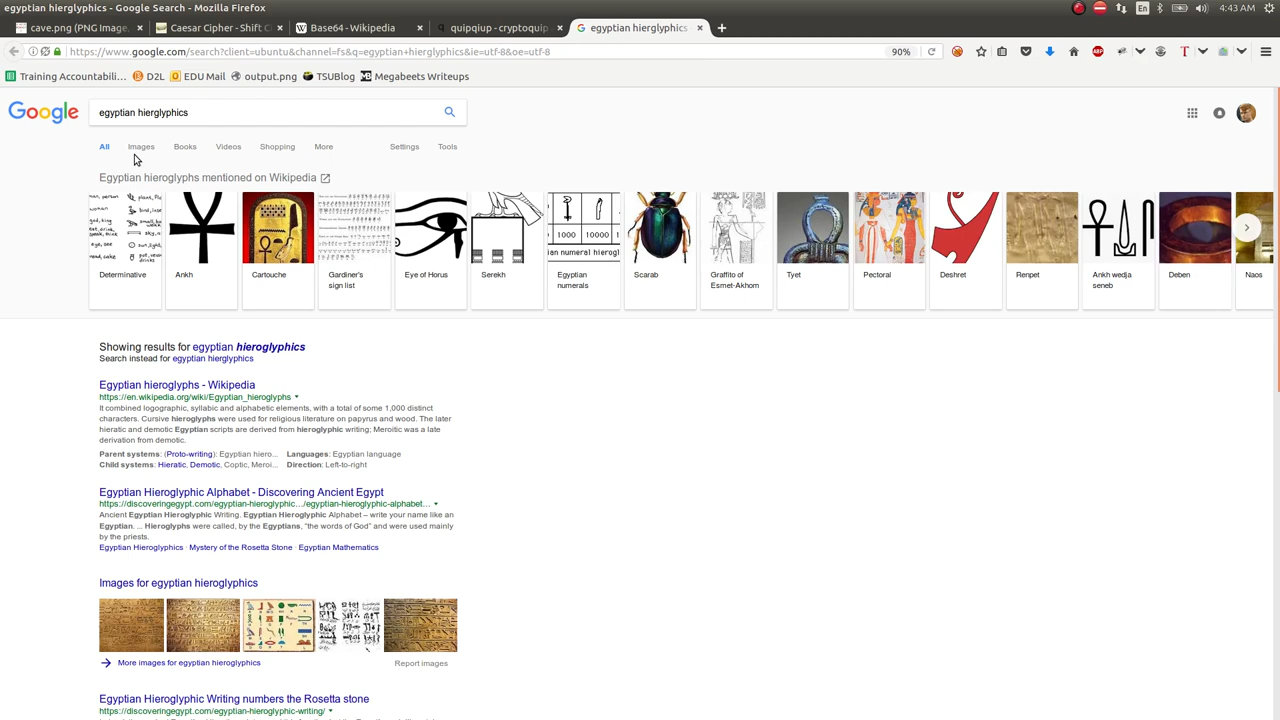 egyptian hierglyphics - Google Search - Mozilla Firefox
En
4:43 AM
cave.png (PNG Image, ×
Caesar Cipher - Shift C ×
Base64 - Wikipedia ×
quipqiup - cryptoquip ×
egyptian hierglyphics ×
https://www.google.com/search?client=ubuntu&channel=fs&q=egyptian+hierglyphics&ie=utf-8&oe=utf-8
90%
ABP
Training Accountabili...
D2L
EDU Mail
output.png
TSUBlog
Megabeets Writeups
Google
egyptian hierglyphics
All
Images
Books
Videos
Shopping
More
Settings
Tools
Egyptian hieroglyphs mentioned on Wikipedia
1000
10000
Determinative
Ankh
Cartouche
Gardiner's
sign list
Eye of Horus
Serekh
Egyptian
numerals
Scarab
Graffito of
Esmet-Akhom
Tyet
Pectoral
Deshret
Renpet
Ankh wedja
seneb
Deben
Naos
Showing results for egyptian hieroglyphics
Search instead for egyptian hierglyphics
Egyptian hieroglyphs - Wikipedia
https://en.wikipedia.org/wiki/Egyptian_hieroglyphs
It combined logographic, syllabic and alphabetic elements, with a total of some 1,000 distinct
characters. Cursive hieroglyphs were used for religious literature on papyrus and wood. The later
hieratic and demotic Egyptian scripts are derived from hieroglyphic writing; Meroitic was a late
derivation from demotic.
Parent systems: (Proto-writing): Egyptian hiero... Languages: Egyptian language
Child systems: Hieratic, Demotic, Coptic, Meroi... Direction: Left-to-right
Egyptian Hieroglyphic Alphabet - Discovering Ancient Egypt
https://discoveringegypt.com/egyptian-hieroglyphic.../egyptian-hieroglyphic-alphabet...
Ancient Egyptian Hieroglyphic Writing. Egyptian Hieroglyphic Alphabet – write your name like an
Egyptian. ... Hieroglyphs were called, by the Egyptians, "the words of God" and were used mainly
by the priests.
Egyptian Hieroglyphics · Mystery of the Rosetta Stone · Egyptian Mathematics
Images for egyptian hieroglyphics
More images for egyptian hieroglyphics
Report images
Egyptian Hieroglyphic Writing numbers the Rosetta stone
https://discoveringegypt.com/egyptian-hieroglyphic-writing/